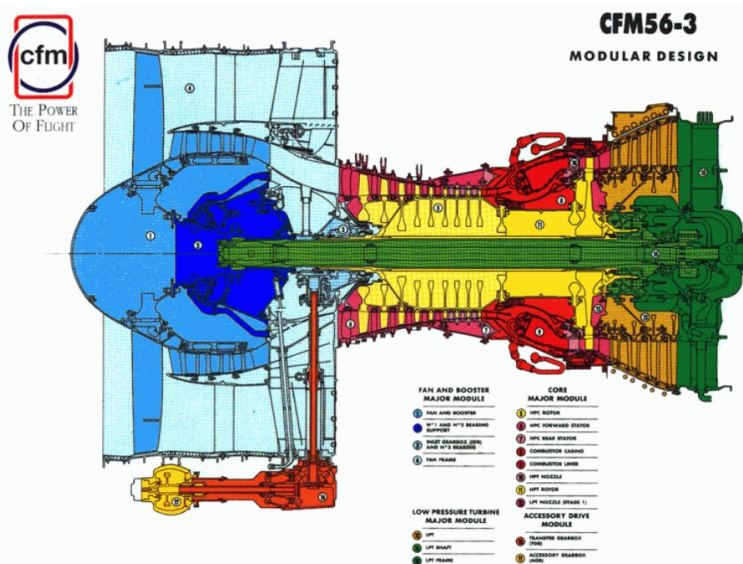 CFM56-3
MODULAR DESIGN
cfm
THE POWER
OF FLIGHT
FAN AND BOOSTER
MAJOR MODULE
FAN AND BOOSTER
N°1 AND N°2 BEARING
SUPPORT
INLET GEARBOX (IGB)
AND N°3 BEARING
4 FAN FRAME
CORE
MAJOR MODULE
HPC ROTOR
HPC FORWARD STATOR
7 HPC REAR STATOR
COMBUSTOR CASING
COMBUSTOR LINER
HPT NOZZLE
11 HPT ROTOR
LPT NOZZLE (STAGE 1)
LOW PRESSURE TURBINE
MAJOR MODULE
LPT
LPT SHAFT
LPT FRAME
ACCESSORY DRIVE
MODULE
TRANSFER GEARBOX
(TGB)
ACCESSORY GEARBOX
(AGB)